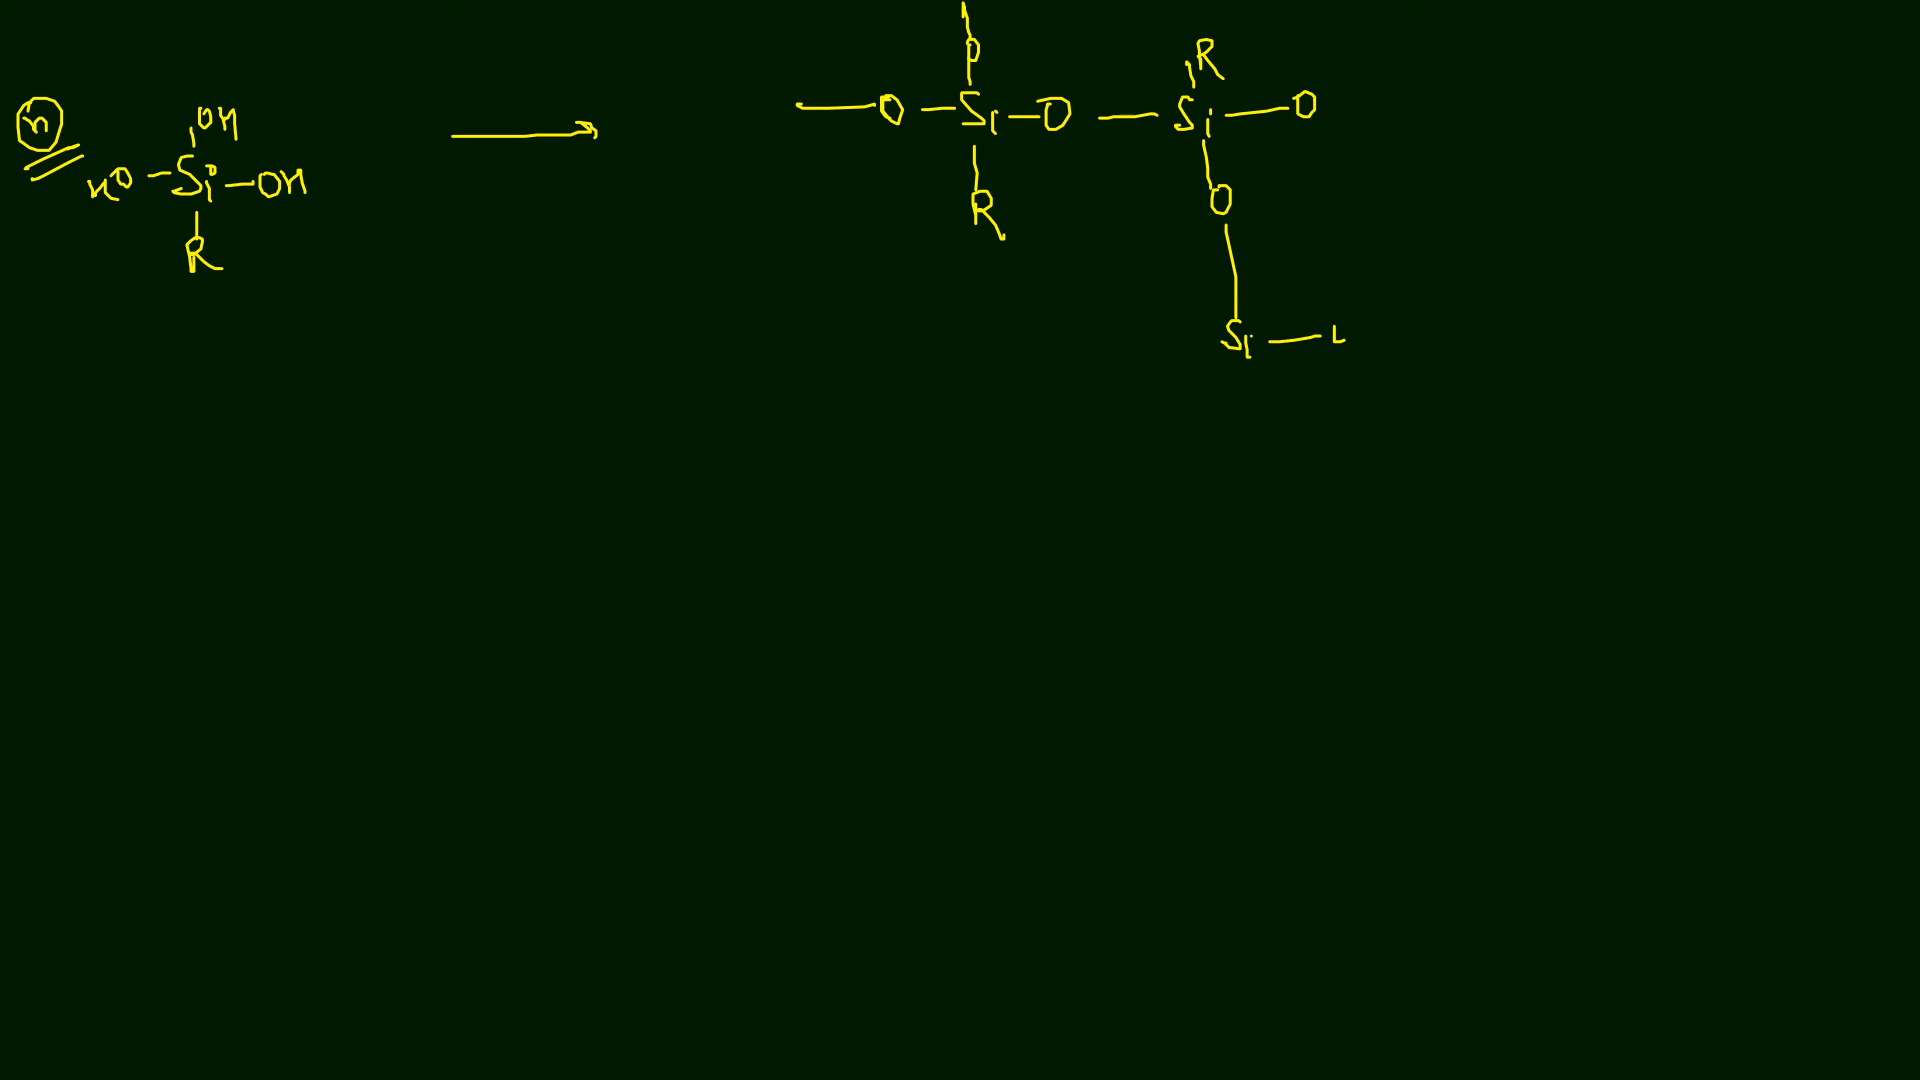 n
OH
HO - Si - OH
R
O
— O - Si - O — Si — O
R
R
O
Si —